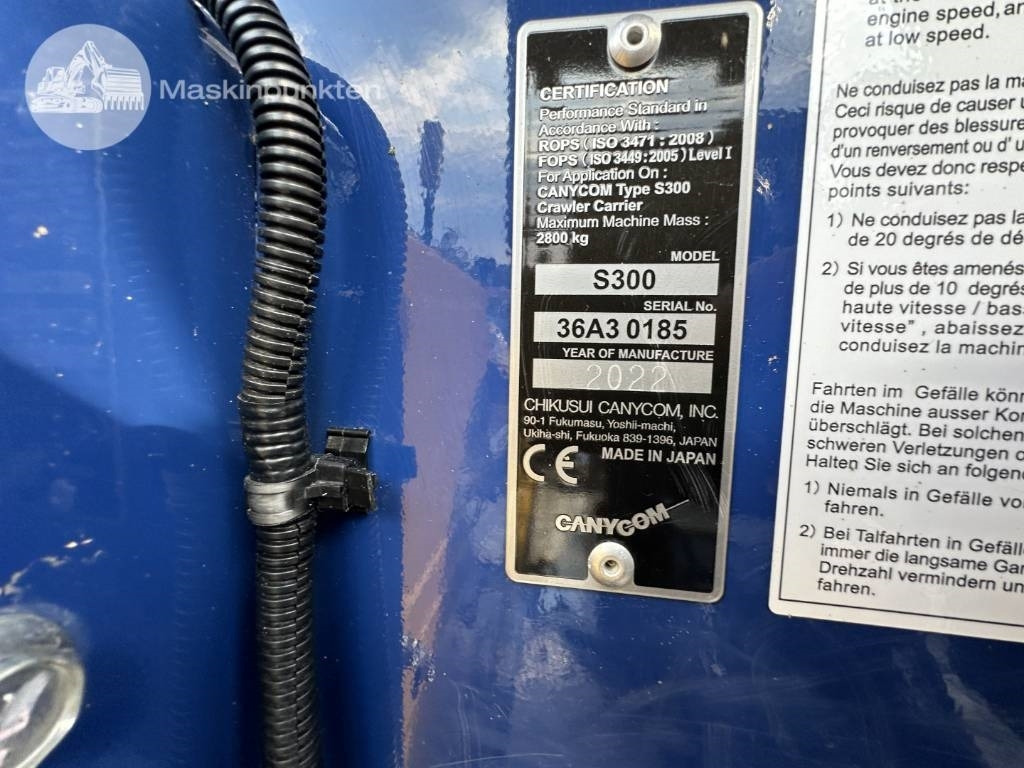 Maskinpunkten
CERTIFICATION
Performance Standard in
Accordance With :
ROPS ( ISO 3471 : 2008 )
FOPS ( ISO 3449 : 2005 ) Level I
For Application On :
CANYCOM Type S300
Crawler Carrier
Maximum Machine Mass :
2800 kg
MODEL
S300
SERIAL No.
36A3 0185
YEAR OF MANUFACTURE
2022
CHIKUSUI CANYCOM, INC.
90-1 Fukumasu, Yoshii-machi,
Ukiha-shi, Fukuoka 839-1396, JAPAN
MADE IN JAPAN
CE
CANYCOM
engine speed, an
at low speed.
Ne conduisez pas la
Ceci risque de causer
provoquer des blessure
d'un renversement ou d'
Vous devez donc respe
points suivants:
1) Ne conduisez pas la
de 20 degrés de dé
2) Si vous êtes amenés
de plus de 10 degrés
haute vitesse / bas
vitesse" , abaissez
conduisez la machin
Fahrten im Gefälle könn
die Maschine ausser Kon
überschlägt. Bei solchen
schweren Verletzungen
Halten Sie sich an folgen
1) Niemals in Gefälle vo
fahren.
2) Bei Talfahrten in Gefäll
immer die langsame Gan
Drehzahl vermindern un
fahren.